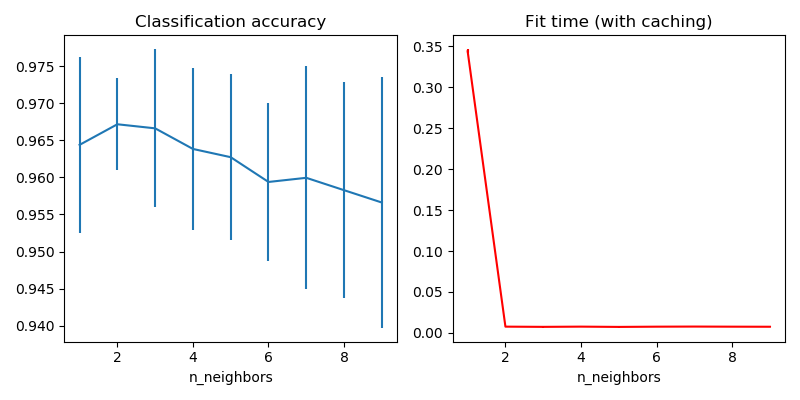 Classification accuracy
0.975
0.970
0.965
0.960
0.955
0.950
0.945
0.940
2 4 6 8
n_neighbors
Fit time (with caching)
0.35
0.30
0.25
0.20
0.15
0.10
0.05
0.00
2 4 6 8
n_neighbors